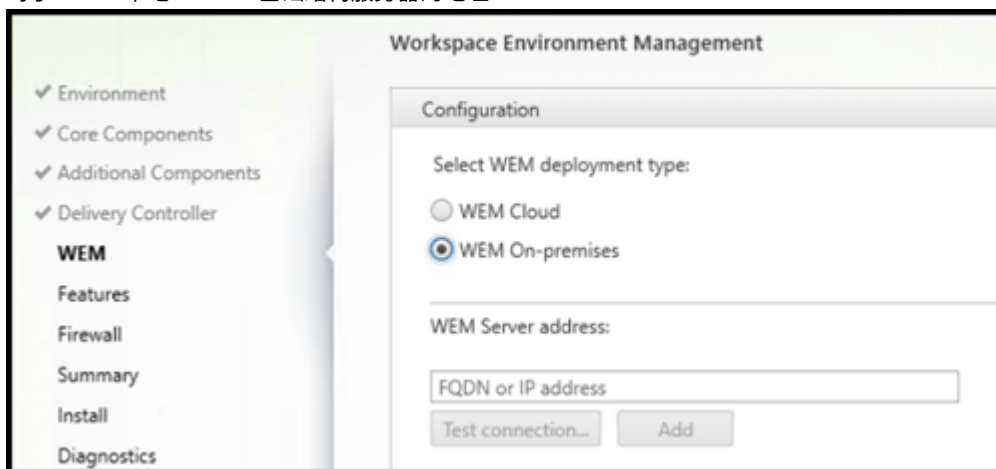 Workspace Environment Management
Environment
Core Components
Additional Components
Delivery Controller
WEM
Features
Firewall
Summary
Install
Diagnostics
Configuration
Select WEM deployment type:
WEM Cloud
WEM On-premises
WEM Server address:
FQDN or IP address
Test connection...
Add